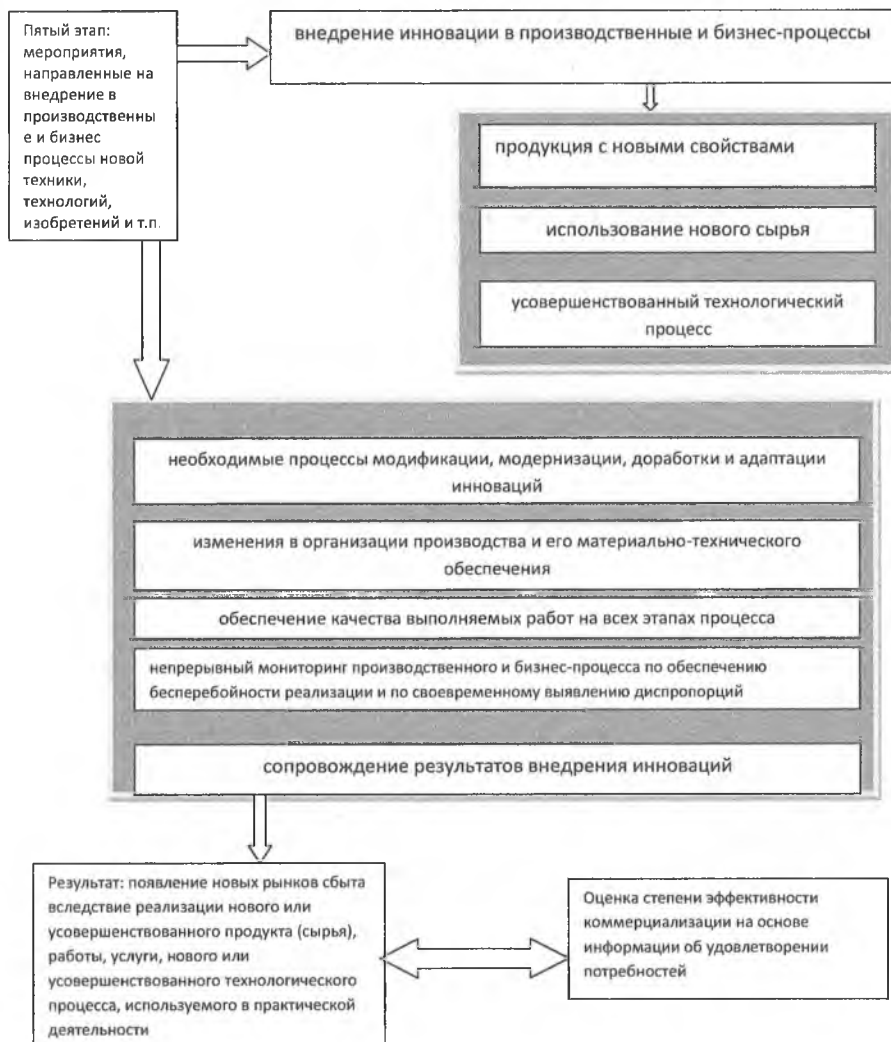 Пятый этап:
мероприятия,
направленные на
внедрение в
производственны
е и бизнес
процессы новой
техники,
технологий,
изобретений и т.п.
внедрение инновации в производственные и бизнес-процессы
продукция с новыми свойствами
использование нового сырья
усовершенствованный технологический
процесс
необходимые процессы модификации, модернизации, доработки и адаптации
инноваций
изменения в организации производства и его материально-технического
обеспечения
обеспечение качества выполняемых работ на всех этапах процесса
непрерывный мониторинг производственного и бизнес-процесса по обеспечению
бесперебойности реализации и по своевременному выявлению диспропорций
сопровождение результатов внедрения инноваций
Результат: появление новых рынков сбыта
вследствие реализации нового или
усовершенствованного продукта (сырья),
работы, услуги, нового или
усовершенствованного технологического
процесса, используемого в практической
деятельности
Оценка степени эффективности
коммерциализации на основе
информации об удовлетворении
потребностей